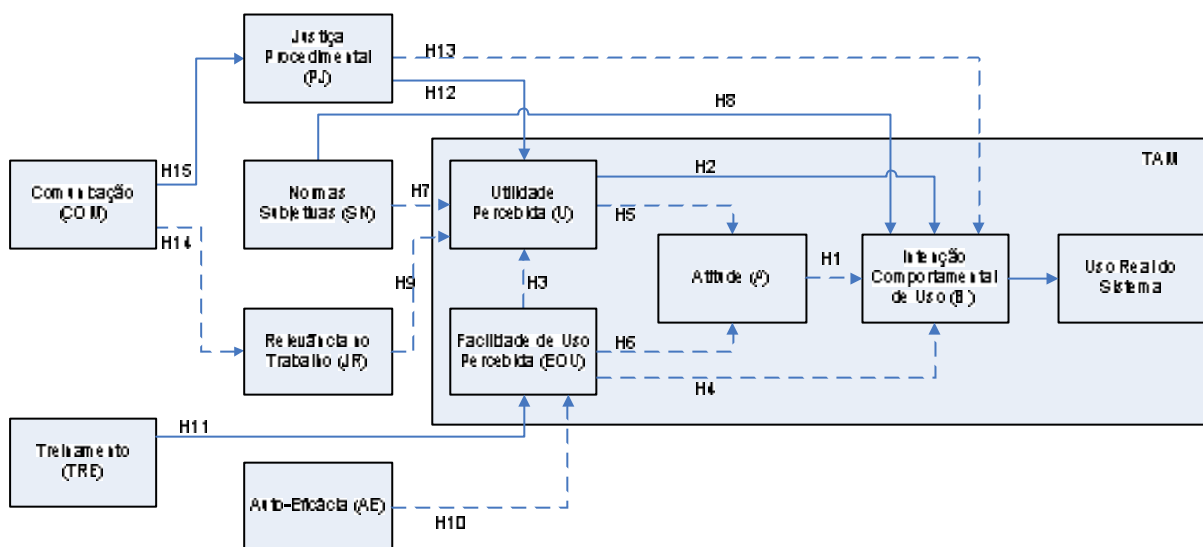 Justiça
Procedimental
(PJ)
H13
H12
H8
TAM
Comunicação
(COM)
H15
H14
Normas
Subjetivas (SN)
H7
Utilidade
Percebida (U)
H2
H5
H9
H3
Atitude (A)
H1
Intenção
Comportamental
de Uso (BI)
Uso Real do
Sistema
Relevância no
Trabalho (JR)
Facilidade de Uso
Percebida (EOU)
H6
H4
Treinamento
(TRE)
H11
Auto-Eficácia (AE)
H10